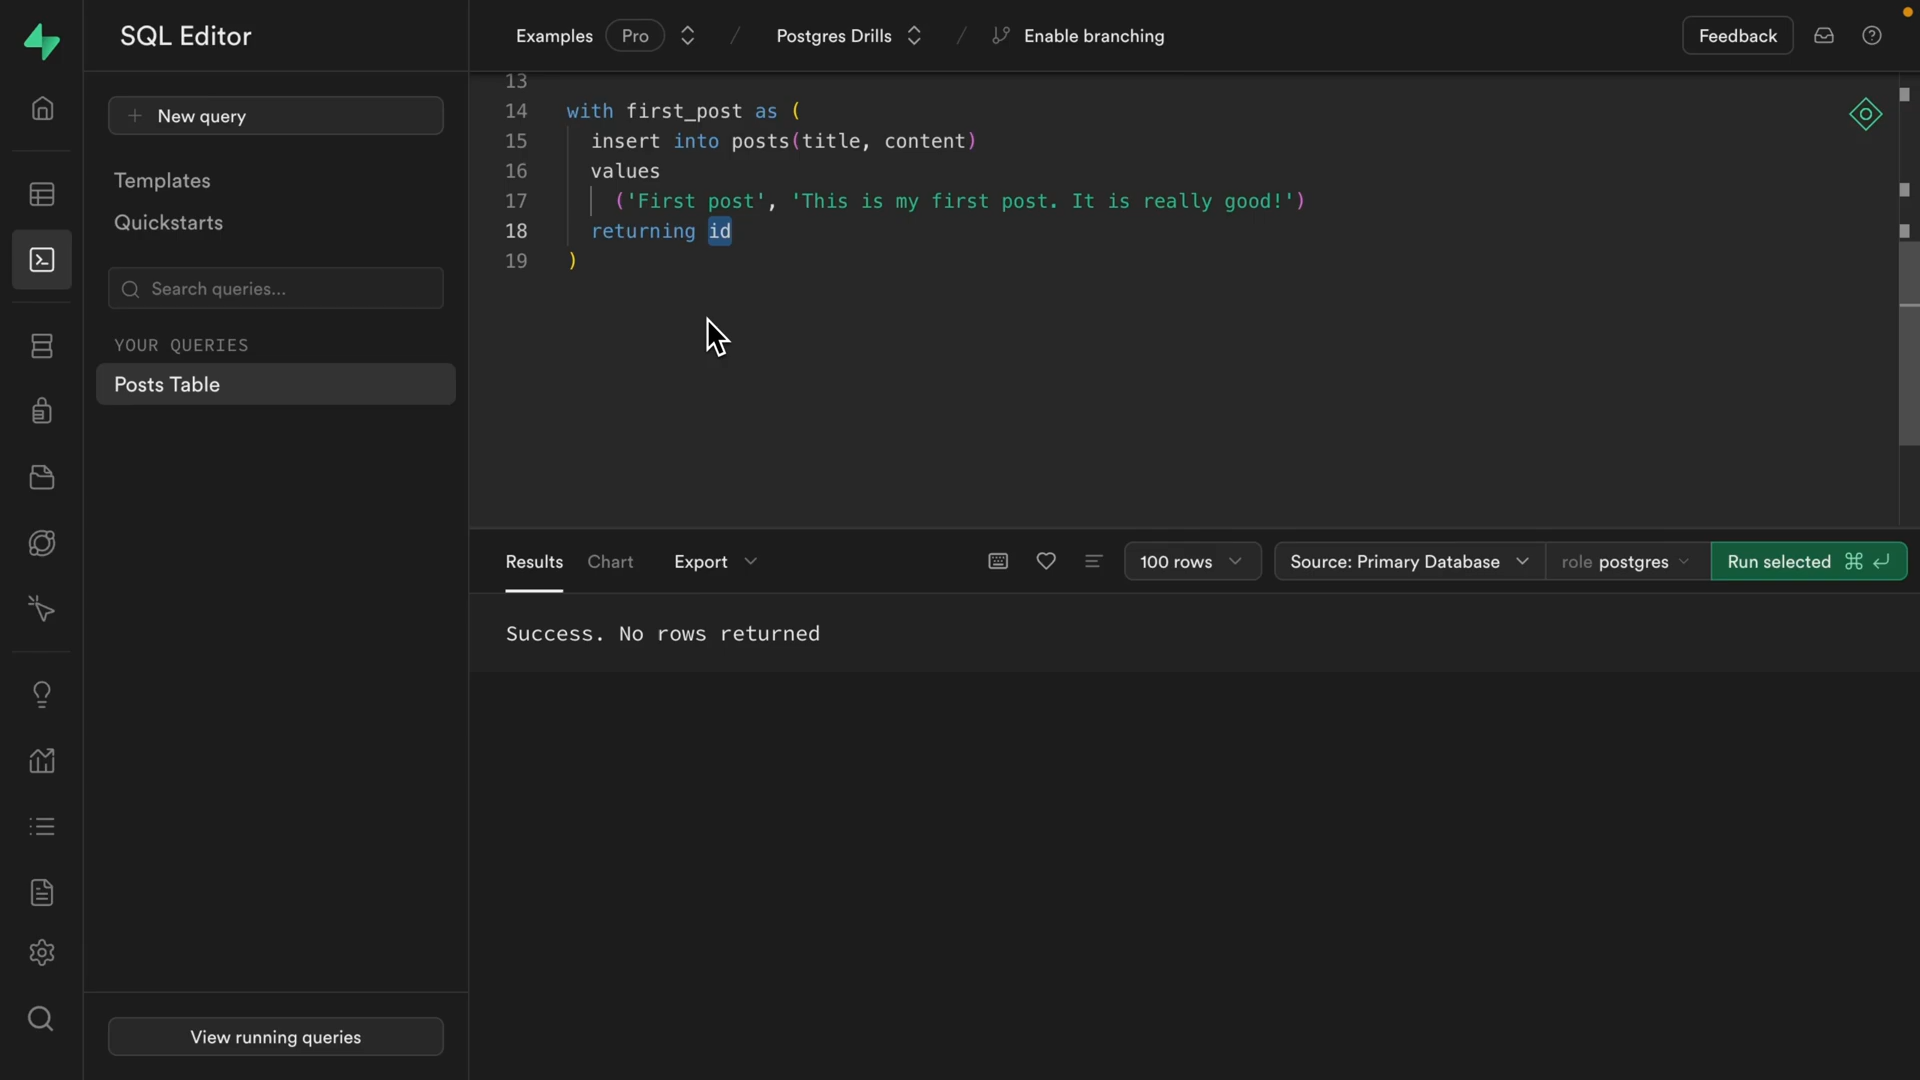 SQL Editor
Examples Pro / Postgres Drills / Enable branching
Feedback
New query
Templates
Quickstarts
Search queries...
YOUR QUERIES
Posts Table
View running queries
13
14 with first_post as (
15 insert into posts(title, content)
16 values
17 ('First post', 'This is my first post. It is really good!')
18 returning id
19 )
Results Chart Export 100 rows Source: Primary Database role postgres Run selected ⌘ ↵
Success. No rows returned